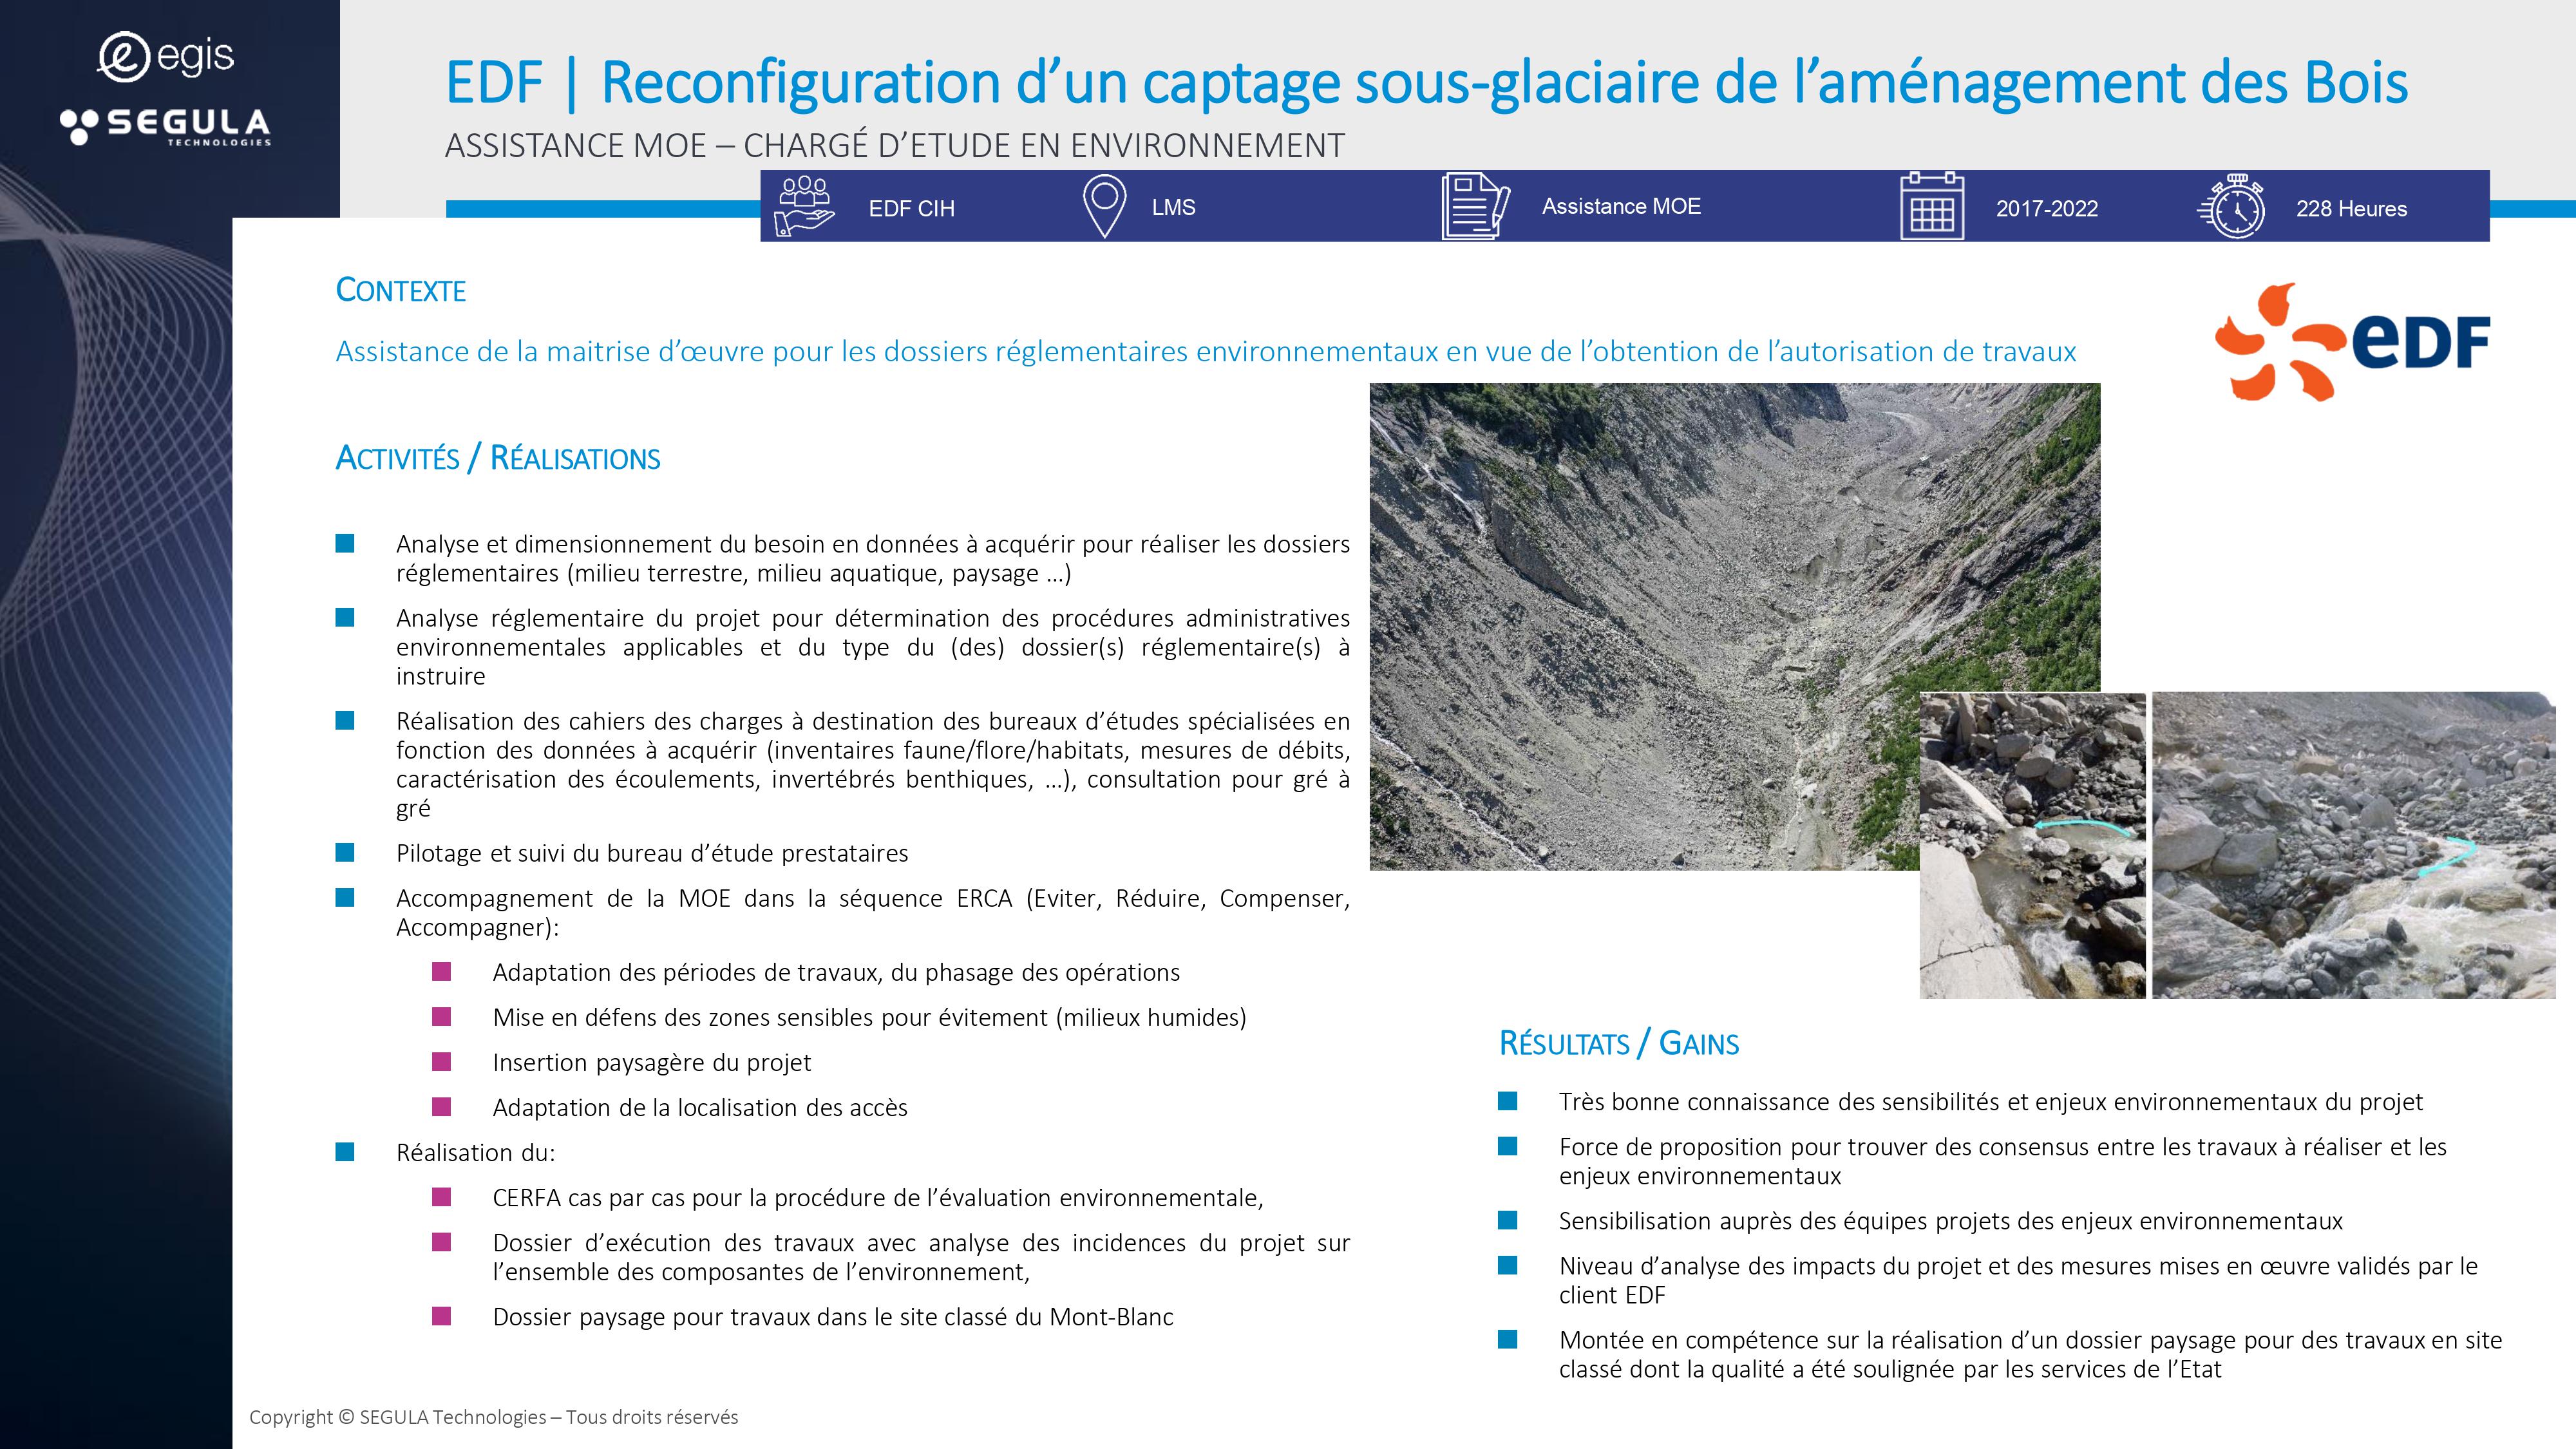 egis
SEGULA
TECHNOLOGIES
EDF | Reconfiguration d’un captage sous-glaciaire de l’aménagement des Bois
ASSISTANCE MOE – CHARGÉ D’ETUDE EN ENVIRONNEMENT
EDF CIH
LMS
Assistance MOE
2017-2022
228 Heures
CONTEXTE
Assistance de la maitrise d’œuvre pour les dossiers réglementaires environnementaux en vue de l’obtention de l’autorisation de travaux
eDF
ACTIVITÉS / RÉALISATIONS
Analyse et dimensionnement du besoin en données à acquérir pour réaliser les dossiers
réglementaires (milieu terrestre, milieu aquatique, paysage …)
Analyse réglementaire du projet pour détermination des procédures administratives
environnementales applicables et du type du (des) dossier(s) réglementaire(s) à
instruire
Réalisation des cahiers des charges à destination des bureaux d’études spécialisées en
fonction des données à acquérir (inventaires faune/flore/habitats, mesures de débits,
caractérisation des écoulements, invertébrés benthiques, …), consultation pour gré à
gré
Pilotage et suivi du bureau d’étude prestataires
Accompagnement de la MOE dans la séquence ERCA (Eviter, Réduire, Compenser,
Accompagner):
Adaptation des périodes de travaux, du phasage des opérations
Mise en défens des zones sensibles pour évitement (milieux humides)
Insertion paysagère du projet
Adaptation de la localisation des accès
Réalisation du:
CERFA cas par cas pour la procédure de l’évaluation environnementale,
Dossier d’exécution des travaux avec analyse des incidences du projet sur
l’ensemble des composantes de l’environnement,
Dossier paysage pour travaux dans le site classé du Mont-Blanc
RÉSULTATS / GAINS
Très bonne connaissance des sensibilités et enjeux environnementaux du projet
Force de proposition pour trouver des consensus entre les travaux à réaliser et les
enjeux environnementaux
Sensibilisation auprès des équipes projets des enjeux environnementaux
Niveau d’analyse des impacts du projet et des mesures mises en œuvre validés par le
client EDF
Montée en compétence sur la réalisation d’un dossier paysage pour des travaux en site
classé dont la qualité a été soulignée par les services de l’Etat
Copyright © SEGULA Technologies – Tous droits réservés